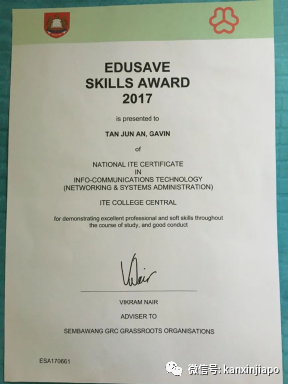 EDUSAVE
SKILLS AWARD
2017
is presented to
TAN JUN AN, GAVIN
of
NATIONAL ITE CERTIFICATE
IN
INFO-COMMUNICATIONS TECHNOLOGY
(NETWORKING & SYSTEMS ADMINISTRATION)
ITE COLLEGE CENTRAL
for demonstrating excellent professional and soft skills throughout
the course of study, and good conduct
VIKRAM NAIR
ADVISER TO
SEMBAWANG GRC GRASSROOTS ORGANISATIONS
ESA170661
微信号: kanxinjiapo